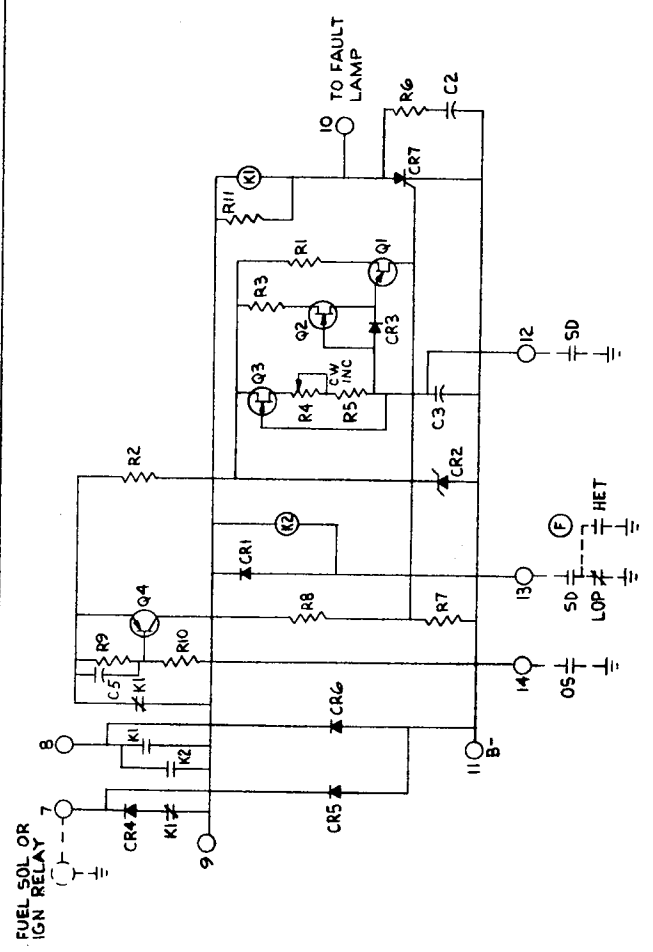 TO FAULT
LAMP
10
K1
R11
R6
C2
CR7
R1
Q1
R3
Q2
CR3
Q3
R4
CW
INC
R5
C3
12
SD
R2
CR2
K2
CR1
13
SD
LOP
F
HET
Q4
R9
C5
R10
K1
R8
R7
14
OS
8
K1
K2
CR6
11
B-
7
CR4
K1
CR5
9
FUEL SOL OR
IGN RELAY